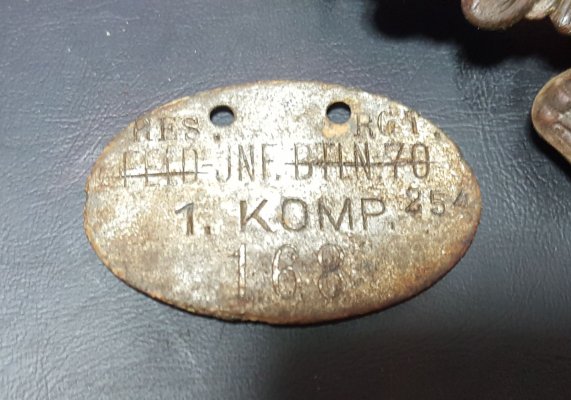 RES. RGT
FELD-JNF. BTLN. 70
1. KOMP. 254
168